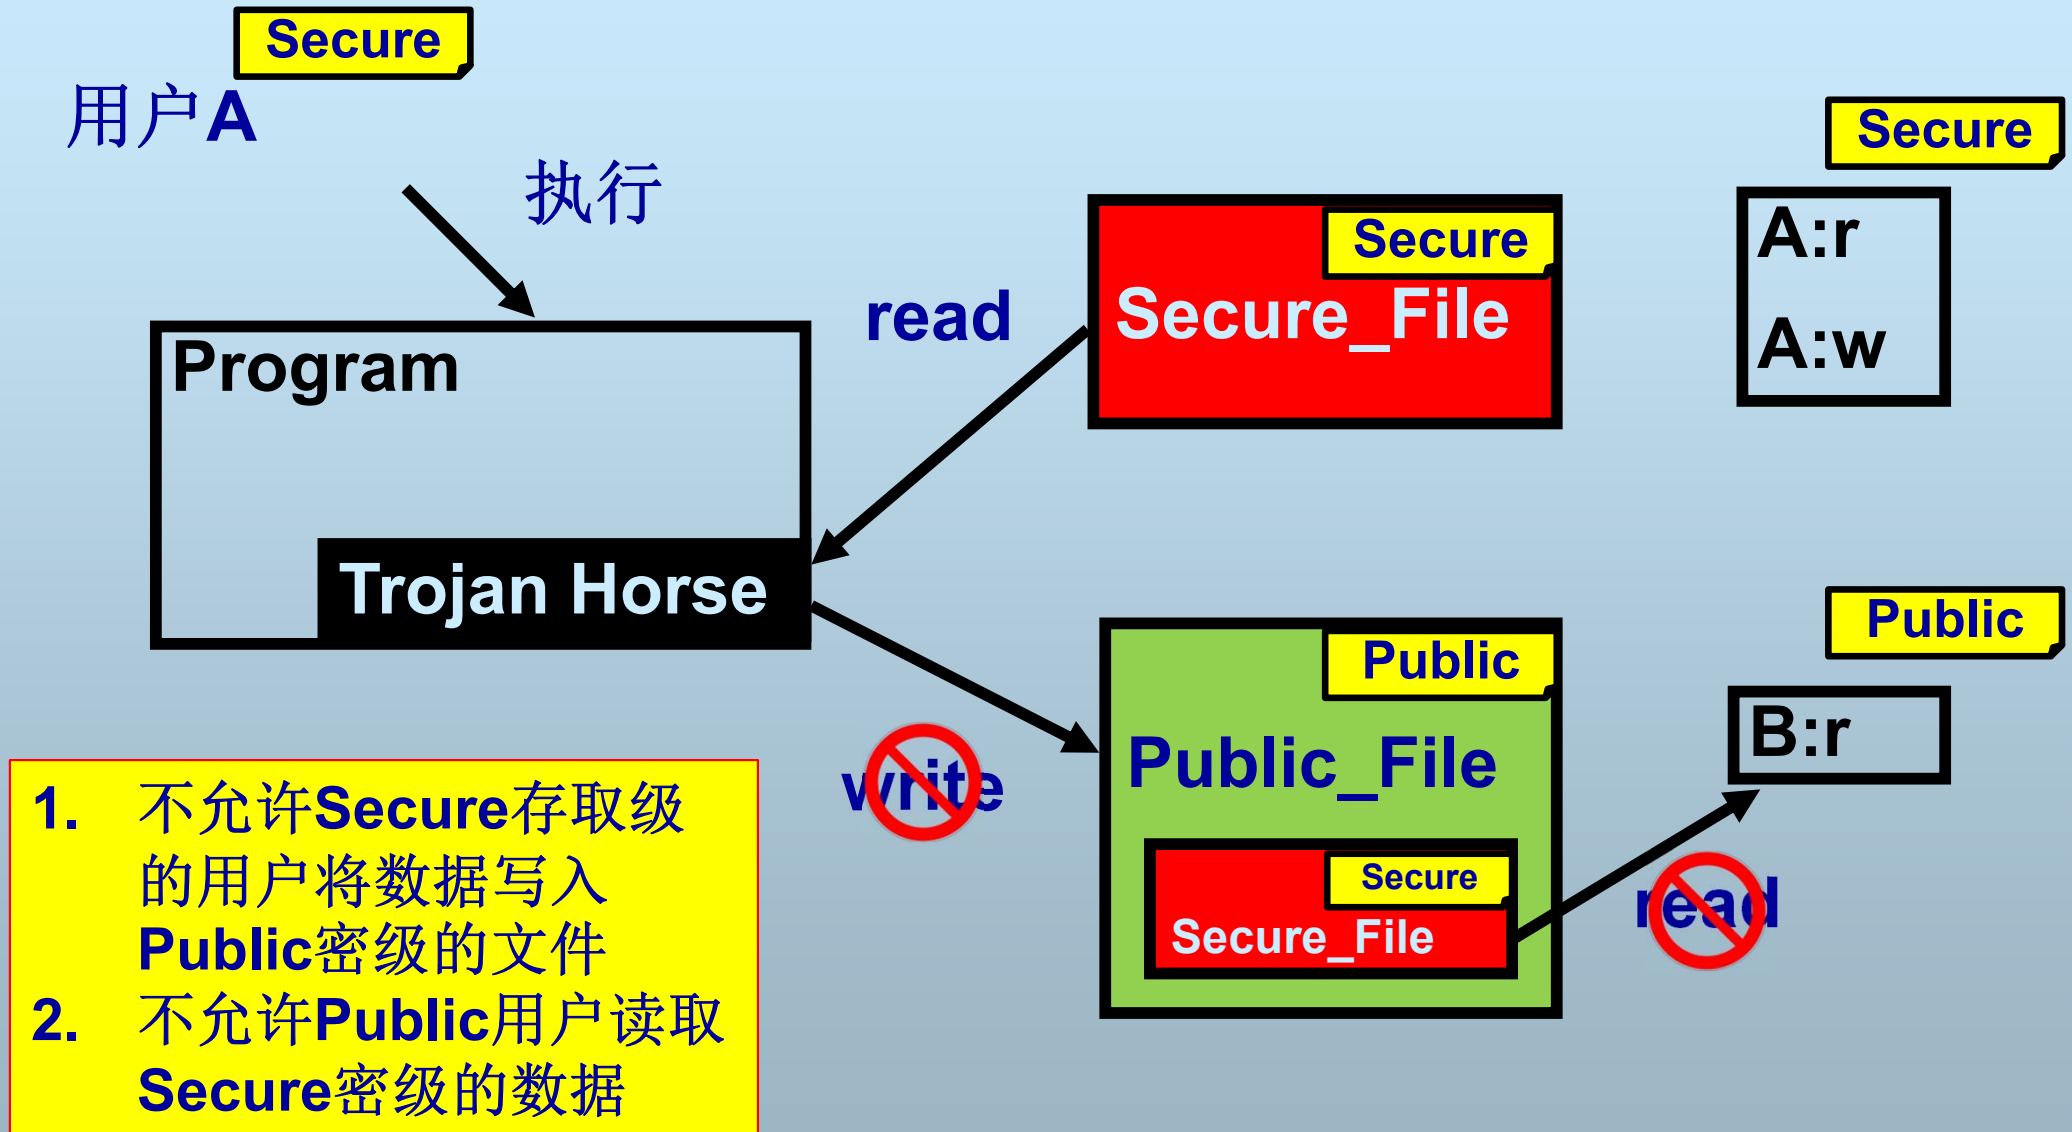 Secure
用户A
执行
Program
Trojan Horse
read
Secure
Secure_File
Secure
A:r
A:w
write
Public
Public_File
Secure
Secure_File
Public
B:r
read
1. 不允许Secure存取级
的用户将数据写入
Public密级的文件
2. 不允许Public用户读取
Secure密级的数据